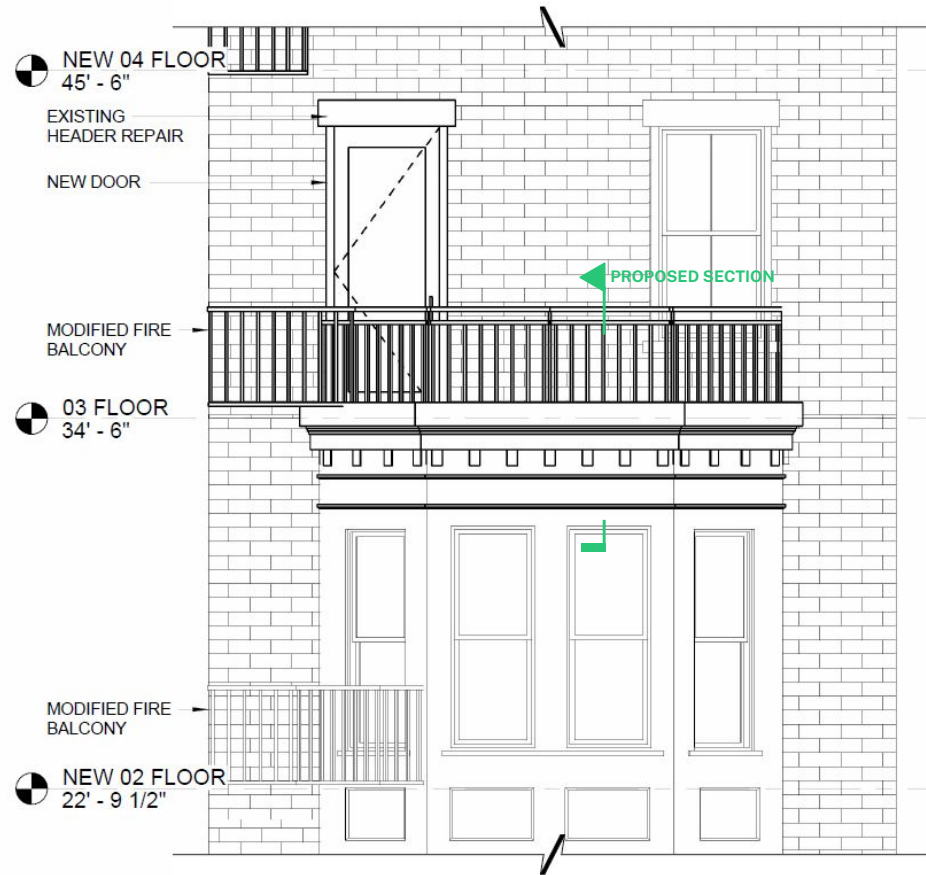 NEW 04 FLOOR
45' - 6"
EXISTING
HEADER REPAIR
NEW DOOR
PROPOSED SECTION
MODIFIED FIRE
BALCONY
03 FLOOR
34' - 6"
MODIFIED FIRE
BALCONY
NEW 02 FLOOR
22' - 9 1/2"